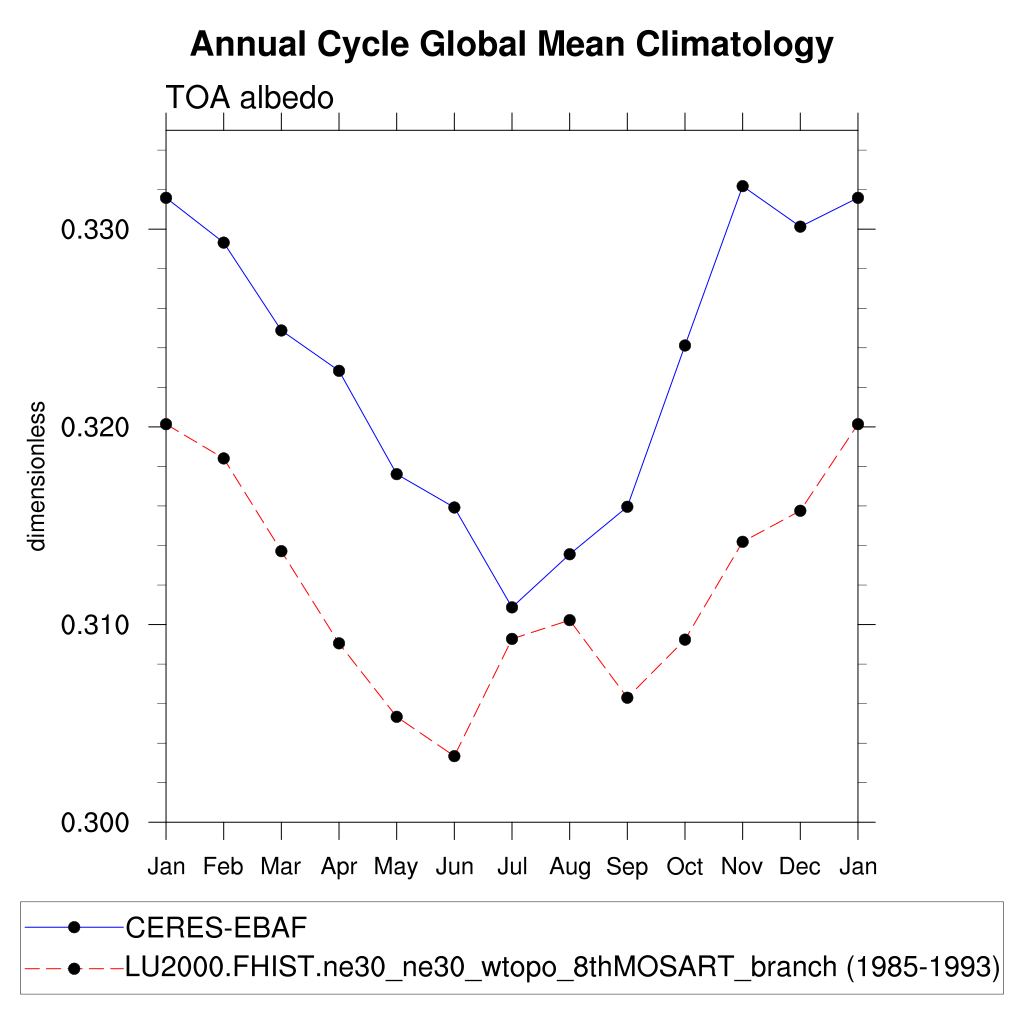 Annual Cycle Global Mean Climatology
TOA albedo
0.330
0.320
0.310
0.300
dimensionless
Jan Feb Mar Apr May Jun Jul Aug Sep Oct Nov Dec Jan
CERES-EBAF
LU2000.FHIST.ne30_ne30_wtopo_8thMOSART_branch (1985-1993)